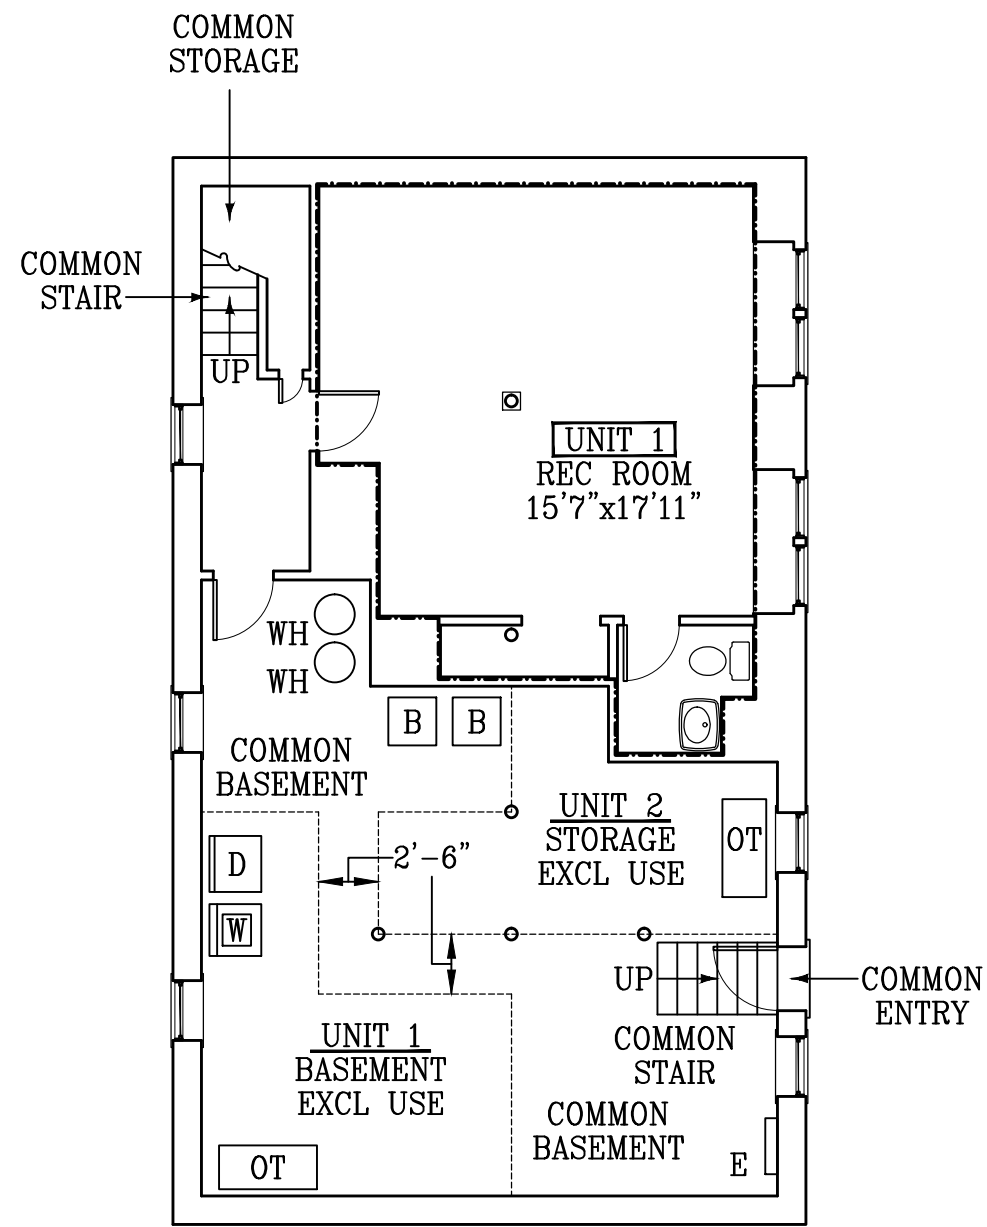 COMMON
STORAGE
COMMON
STAIR
UP
UNIT 1
REC ROOM
15'7"x17'11"
WH
WH
B
B
COMMON
BASEMENT
UNIT 2
STORAGE
EXCL USE
OT
D
2'-6"
W
UP
COMMON
ENTRY
UNIT 1
BASEMENT
EXCL USE
COMMON
STAIR
COMMON
BASEMENT
E
OT